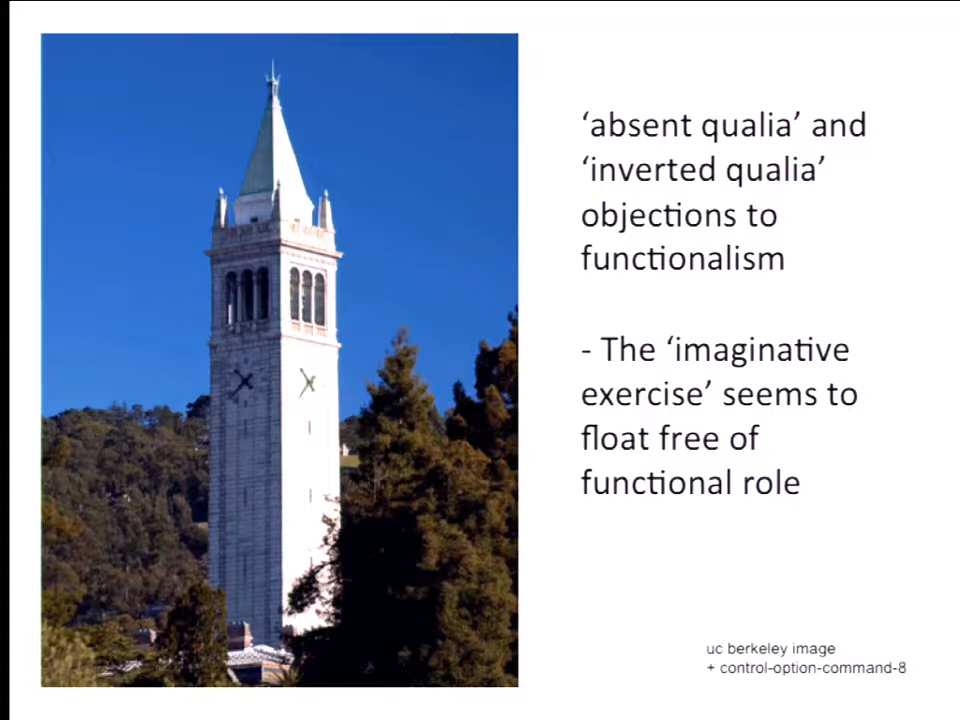 ‘absent qualia’ and
‘inverted qualia’
objections to
functionalism
- The ‘imaginative
exercise’ seems to
float free of
functional role
uc berkeley image
+ control-option-command-8